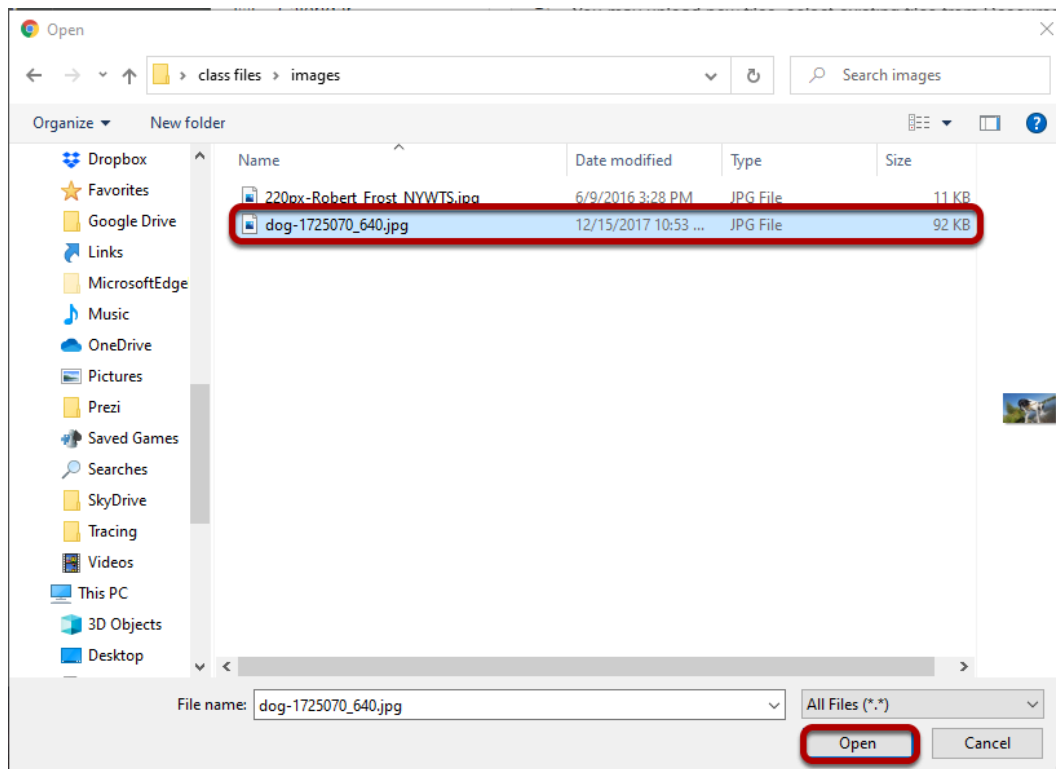 Open
class files > images
Search images
Organize
New folder
Name Date modified Type Size
220px-Robert_Frost_NYWTS.jpg 6/9/2016 3:28 PM JPG File 11 KB
dog-1725070_640.jpg 12/15/2017 10:53 ... JPG File 92 KB
Dropbox
Favorites
Google Drive
Links
MicrosoftEdge
Music
OneDrive
Pictures
Prezi
Saved Games
Searches
SkyDrive
Tracing
Videos
This PC
3D Objects
Desktop
File name: dog-1725070_640.jpg All Files (*.*)
Open Cancel